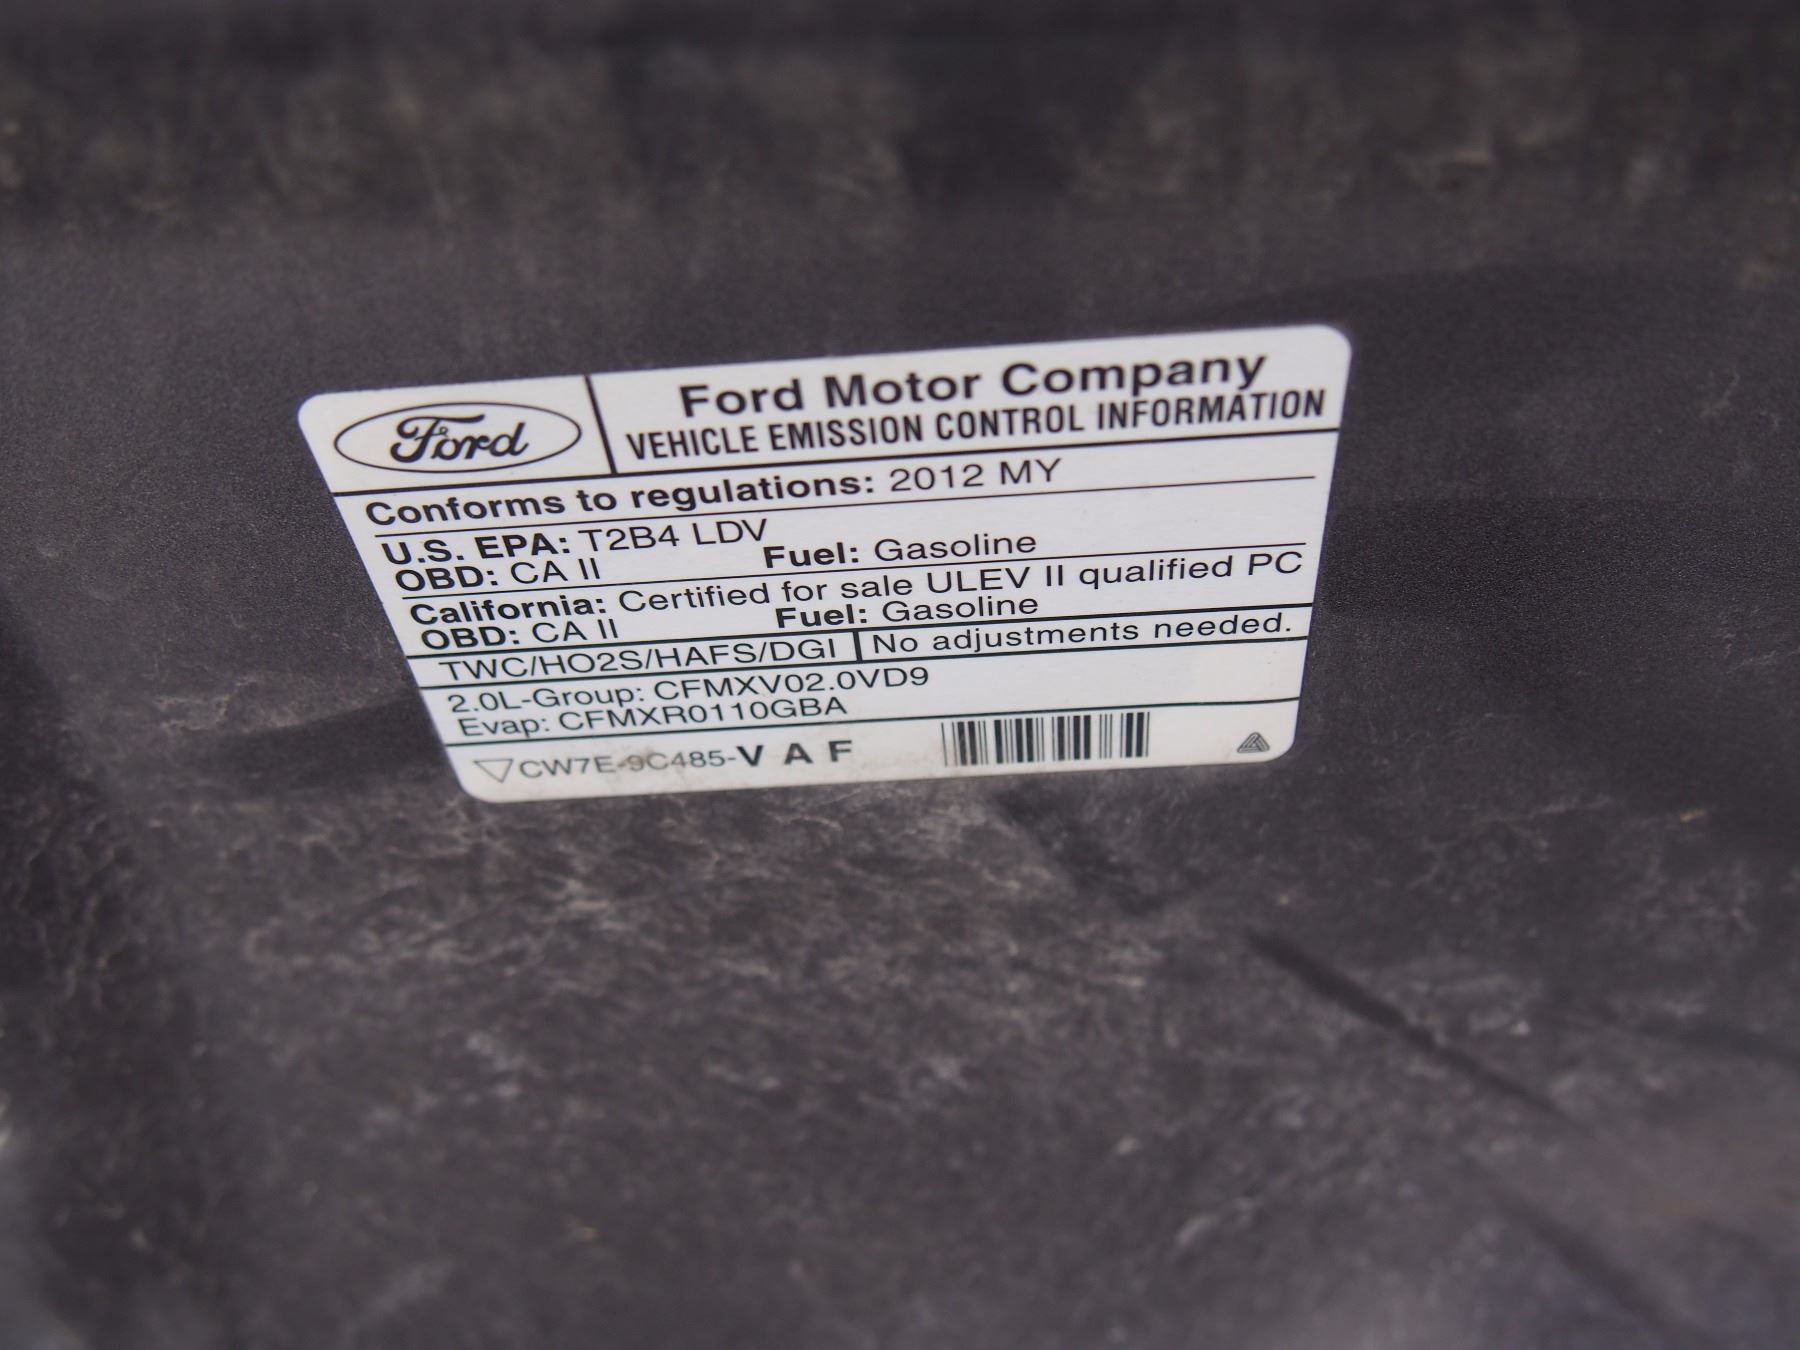 Ford
Ford Motor Company
VEHICLE EMISSION CONTROL INFORMATION
Conforms to regulations: 2012 MY
U.S. EPA: T2B4 LDV
OBD: CA II Fuel: Gasoline
California: Certified for sale ULEV II qualified PC
OBD: CA II Fuel: Gasoline
TWC/HO2S/HAFS/DGI No adjustments needed.
2.0L-Group: CFMXV02.0VD9
Evap: CFMXR0110GBA
CW7E-9C485-V A F